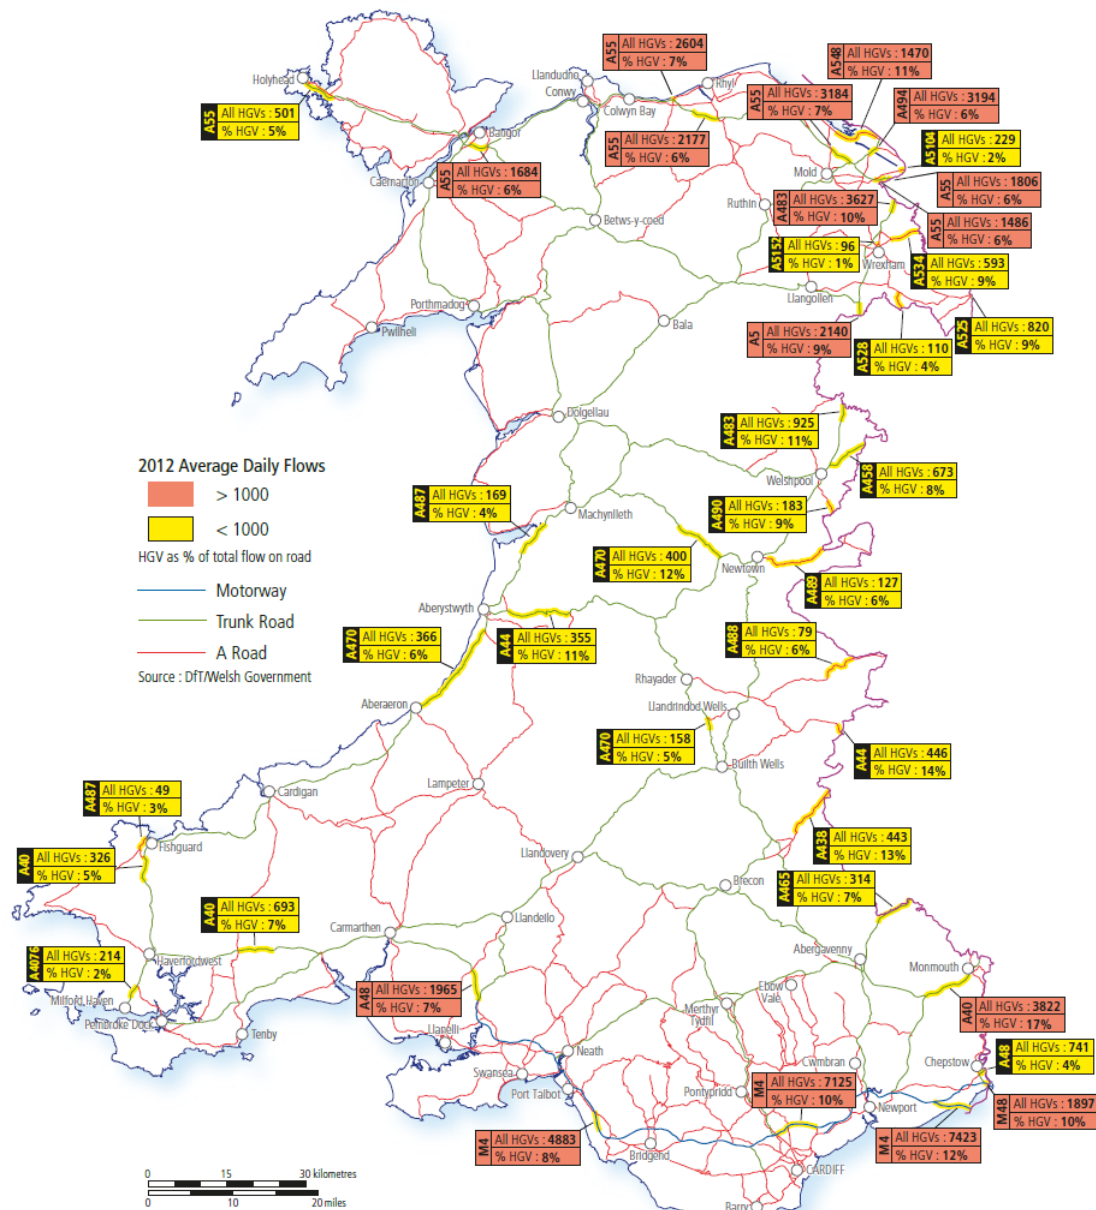 A55
All HGVs : 2604
% HGV : 7%
A548
All HGVs : 1470
% HGV : 11%
Holyhead
Llandudno
Conwy
Colwyn Bay
Rhyl
A55
All HGVs : 3184
% HGV : 7%
A494
All HGVs : 3194
% HGV : 6%
A55
All HGVs : 501
% HGV : 5%
Bangor
A55
All HGVs : 2177
% HGV : 6%
A5104
All HGVs : 229
% HGV : 2%
A55
All HGVs : 1684
% HGV : 6%
Caernarfon
Mold
A55
All HGVs : 1806
% HGV : 6%
Ruthin
A483
All HGVs : 3627
% HGV : 10%
A55
All HGVs : 1486
% HGV : 6%
Betws-y-coed
A5152
All HGVs : 96
% HGV : 1%
Wrexham
A534
All HGVs : 593
% HGV : 9%
Llangollen
Porthmadog
Pwllheli
Bala
A5
All HGVs : 2140
% HGV : 9%
A528
All HGVs : 110
% HGV : 4%
A525
All HGVs : 820
% HGV : 9%
Dolgellau
A483
All HGVs : 925
% HGV : 11%
2012 Average Daily Flows
> 1000
< 1000
HGV as % of total flow on road
Motorway
Trunk Road
A Road
Source : DfT/Welsh Government
Welshpool
A458
All HGVs : 673
% HGV : 8%
A487
All HGVs : 169
% HGV : 4%
Machynlleth
A490
All HGVs : 183
% HGV : 9%
A470
All HGVs : 400
% HGV : 12%
Newtown
A489
All HGVs : 127
% HGV : 6%
Aberystwyth
A470
All HGVs : 366
% HGV : 6%
A44
All HGVs : 355
% HGV : 11%
A488
All HGVs : 79
% HGV : 6%
Rhayader
Aberaeron
Llandrindod Wells
A470
All HGVs : 158
% HGV : 5%
A44
All HGVs : 446
% HGV : 14%
Builth Wells
Lampeter
Cardigan
A487
All HGVs : 49
% HGV : 3%
Fishguard
A40
All HGVs : 326
% HGV : 5%
Llandovery
A438
All HGVs : 443
% HGV : 13%
Brecon
A465
All HGVs : 314
% HGV : 7%
A40
All HGVs : 693
% HGV : 7%
Llandeilo
Carmarthen
Haverfordwest
A4076
All HGVs : 214
% HGV : 2%
Milford Haven
Pembroke Dock
Tenby
Abergavenny
Monmouth
A48
All HGVs : 1965
% HGV : 7%
Ebbw
Vale
Merthyr
Tydfil
A40
All HGVs : 3822
% HGV : 17%
Llanelli
Neath
Swansea
Port Talbot
Cwmbran
Chepstow
A48
All HGVs : 741
% HGV : 4%
Pontypridd
M4
All HGVs : 7125
% HGV : 10%
Newport
M48
All HGVs : 1897
% HGV : 10%
M4
All HGVs : 4883
% HGV : 8%
Bridgend
M4
All HGVs : 7423
% HGV : 12%
CARDIFF
Barry
0 15 30 kilometres
0 10 20 miles